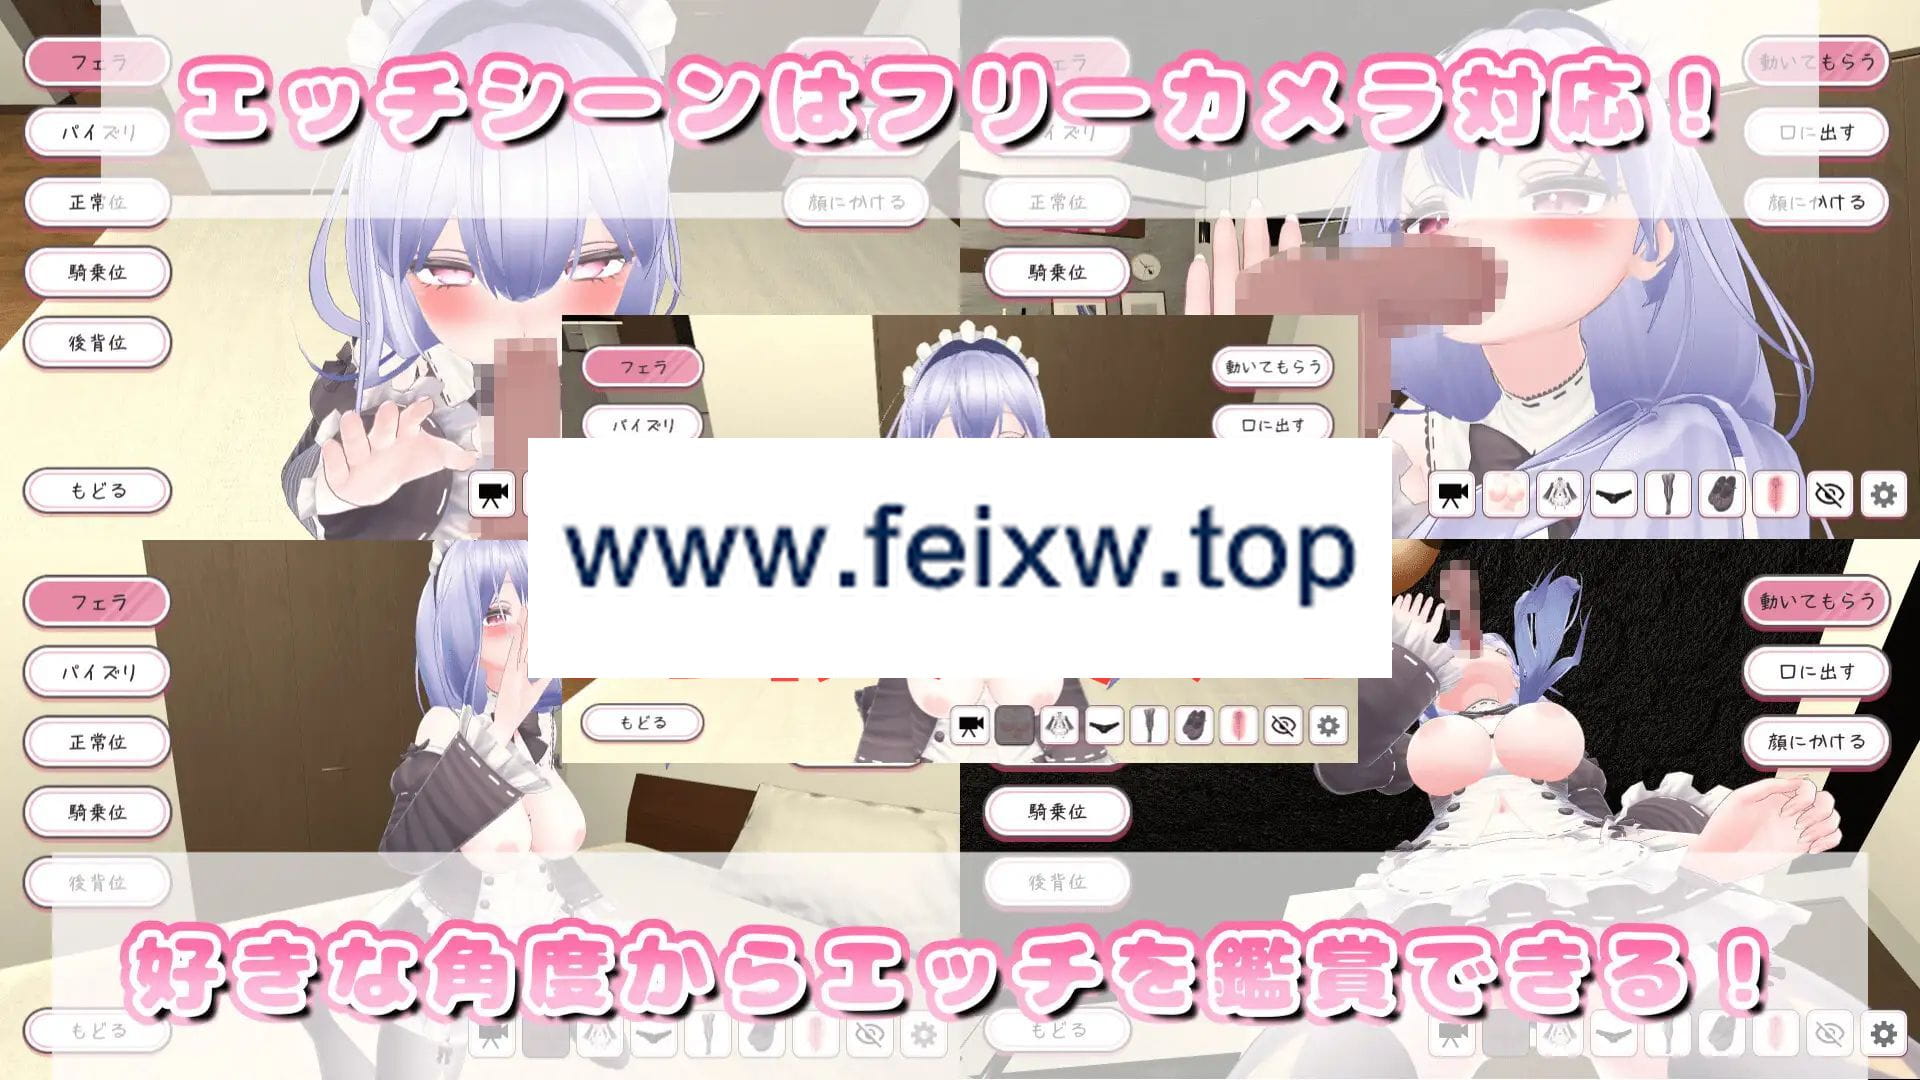 エッチシーンはフリーカメラ対応！
フェラ
パイズリ
正常位
騎乗位
後背位
もどる
顔にかける
正常位
騎乗位
動いてもらう
口に出す
顔にかける
フェラ
パイズリ
動いてもらう
口に出す
もどる
www.feixw.top
フェラ
パイズリ
正常位
騎乗位
後背位
もどる
動いてもらう
口に出す
顔にかける
騎乗位
後背位
もどる
好きな角度からエッチを鑑賞できる！